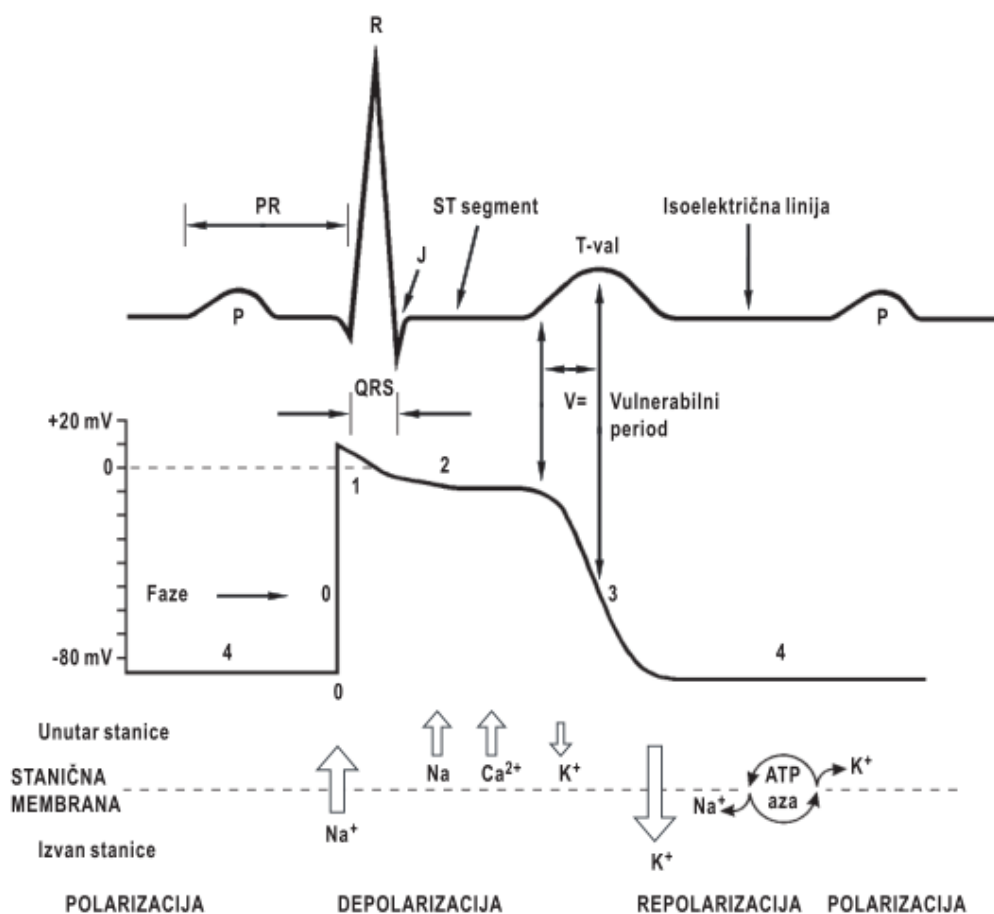 R
PR
ST segment
Isoelektrična linija
J
T-val
P
P
QRS
V= Vulnerabilni
period
+20 mV
0
1
2
Faze
0
3
4
4
-80 mV
0
Unutar stanice
Na
Ca²⁺
K⁺
STANIČNA
MEMBRANA
Na⁺
K⁺
Na⁺
ATP
aza
K⁺
Izvan stanice
POLARIZACIJA
DEPOLARIZACIJA
REPOLARIZACIJA
POLARIZACIJA